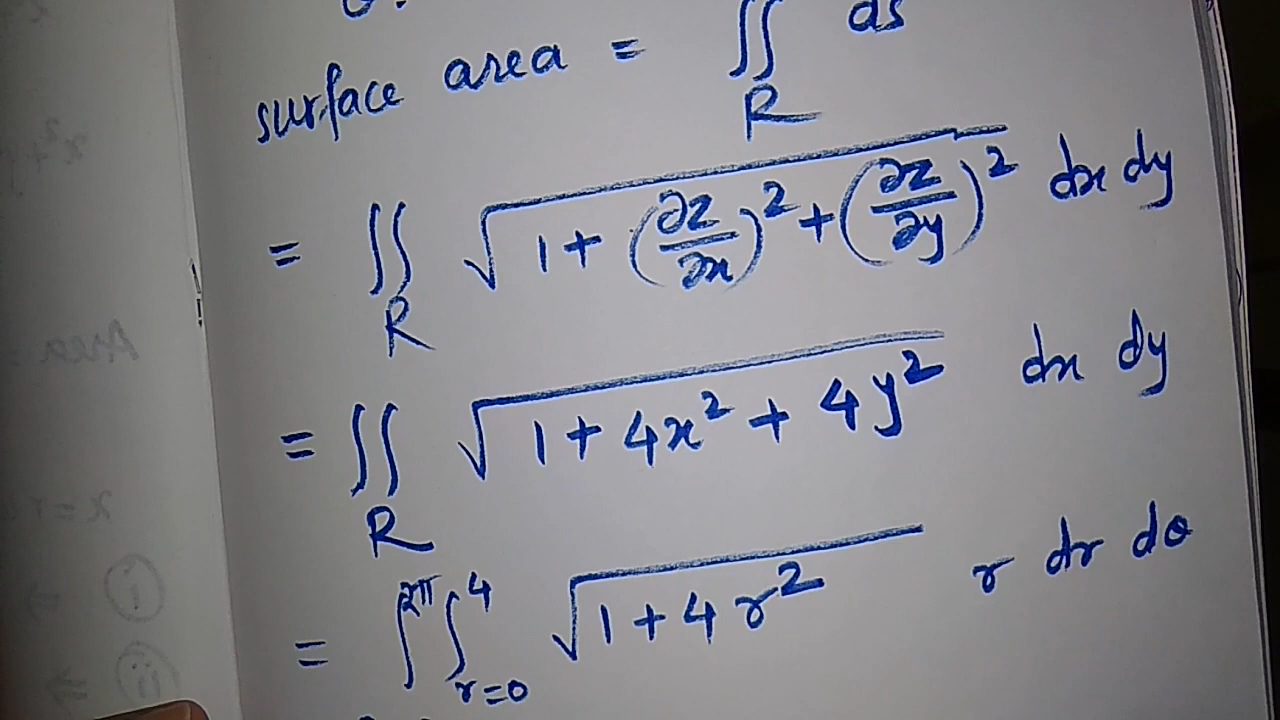 surface area = ∬_R ds
= ∬_R √(1 + (∂z/∂x)² + (∂z/∂y)²) dx dy
= ∬_R √(1 + 4x² + 4y²) dx dy
= ∫^{2π} ∫_{r=0}^{4} √(1 + 4r²) r dr dθ